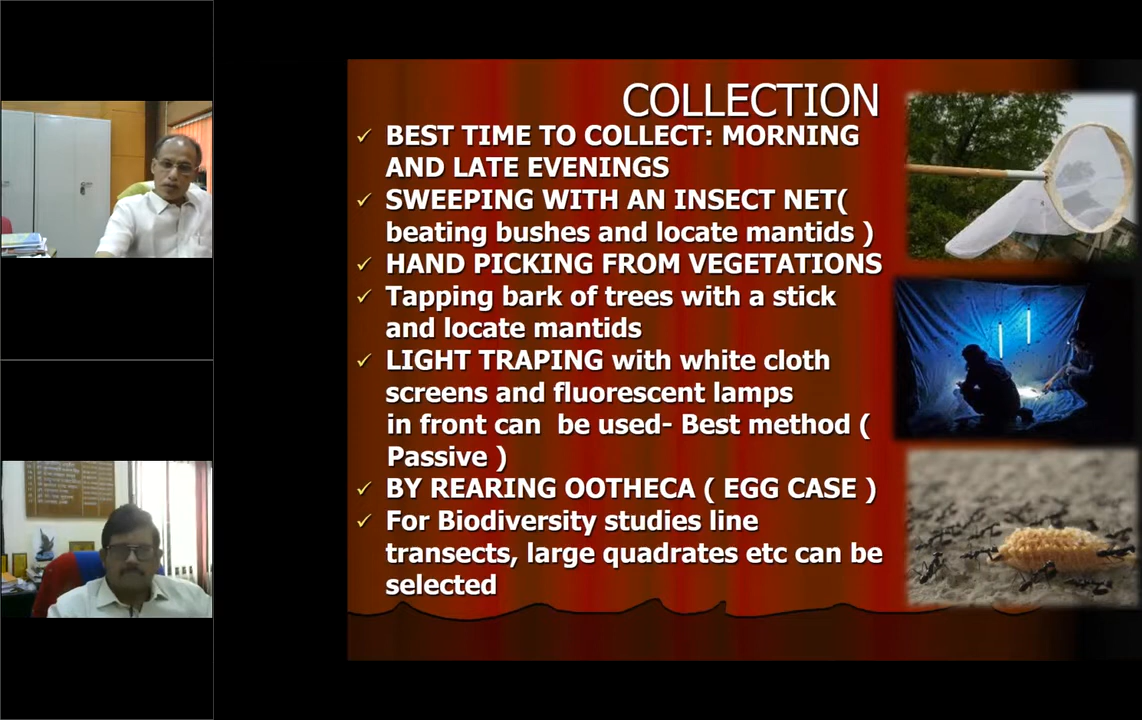 COLLECTION
✓ BEST TIME TO COLLECT: MORNING
AND LATE EVENINGS
✓ SWEEPING WITH AN INSECT NET(
beating bushes and locate mantids )
✓ HAND PICKING FROM VEGETATIONS
✓ Tapping bark of trees with a stick
and locate mantids
✓ LIGHT TRAPING with white cloth
screens and fluorescent lamps
in front can be used- Best method (
Passive )
✓ BY REARING OOTHECA ( EGG CASE )
✓ For Biodiversity studies line
transects, large quadrates etc can be
selected